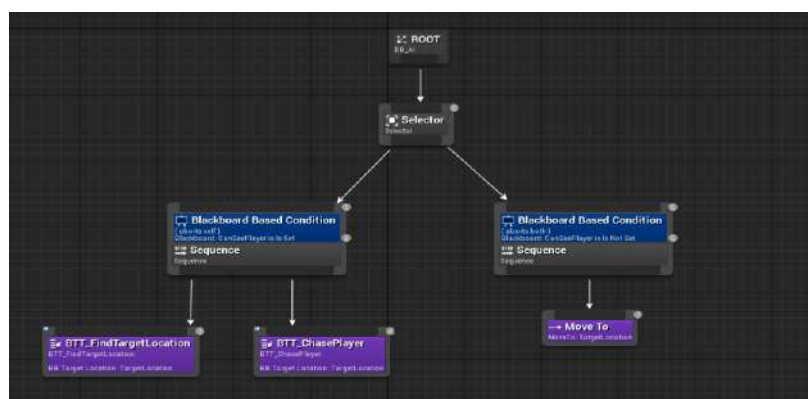 ROOT
BB_AI
Selector
Selector
Blackboard Based Condition
( aborts self )
Blackboard: CanSeePlayer is Is Set
Sequence
Sequence
Blackboard Based Condition
( aborts both )
Blackboard: CanSeePlayer is Is Not Set
Sequence
Sequence
BTT_FindTargetLocation
BTT_FindTargetLocation
BB Target Location: TargetLocation
BTT_ChasePlayer
BTT_ChasePlayer
BB Target Location: TargetLocation
Move To
MoveTo: TargetLocation